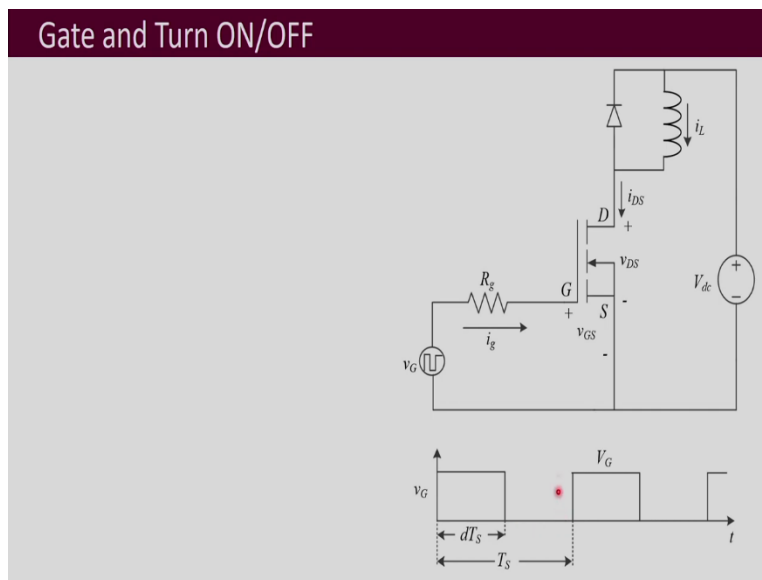 Gate and Turn ON/OFF
i_L
i_DS
D
+
v_DS
+
V_dc
−
R_g
G
S
-
+
v_GS
i_g
-
v_G
V_G
v_G
dT_S
t
T_S